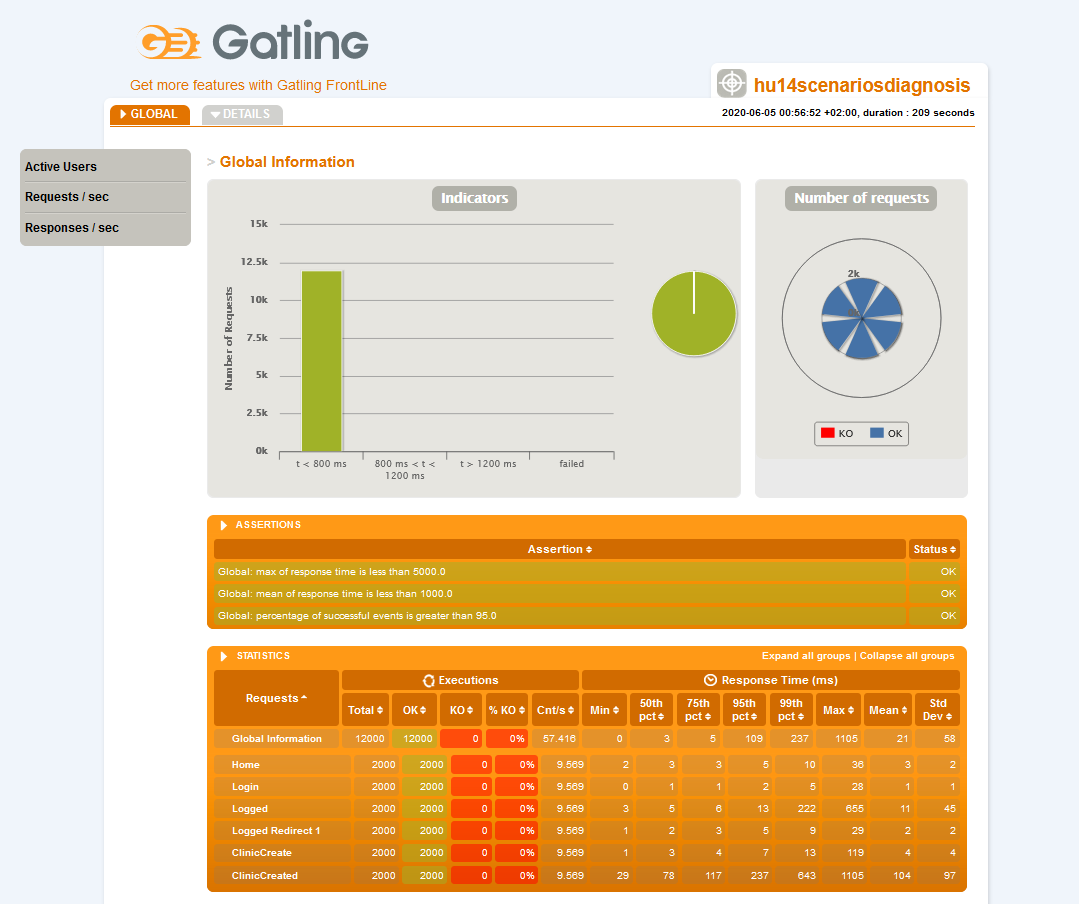 Gatling
Get more features with Gatling FrontLine
hu14scenariosdiagnosis
GLOBAL
DETAILS
2020-06-05 00:56:52 +02:00, duration : 209 seconds
Active Users
Requests / sec
Responses / sec
> Global Information
Indicators
Number of Requests
15k
12.5k
10k
7.5k
5k
2.5k
0k
t < 800 ms
800 ms < t <
1200 ms
t > 1200 ms
failed
Number of requests
2k
KO OK
ASSERTIONS
Assertion Status
Global: max of response time is less than 5000.0 OK
Global: mean of response time is less than 1000.0 OK
Global: percentage of successful events is greater than 95.0 OK
STATISTICS Expand all groups | Collapse all groups
Requests Executions Response Time (ms)
Total OK KO % KO Cnt/s Min 50th pct 75th pct 95th pct 99th pct Max Mean Std Dev
Global Information 12000 12000 0 0% 57.416 0 3 5 109 237 1105 21 58
Home 2000 2000 0 0% 9.569 2 3 3 5 10 36 3 2
Login 2000 2000 0 0% 9.569 0 1 1 2 5 28 1 1
Logged 2000 2000 0 0% 9.569 3 5 6 13 222 655 11 45
Logged Redirect 1 2000 2000 0 0% 9.569 1 2 3 5 9 29 2 2
ClinicCreate 2000 2000 0 0% 9.569 1 3 4 7 13 119 4 4
ClinicCreated 2000 2000 0 0% 9.569 29 78 117 237 643 1105 104 97